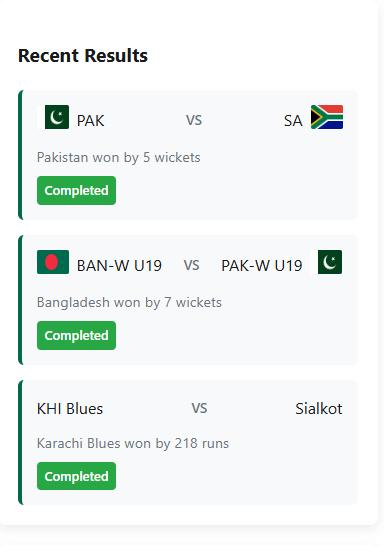 Recent Results
PAK VS SA
Pakistan won by 5 wickets
Completed
BAN-W U19 VS PAK-W U19
Bangladesh won by 7 wickets
Completed
KHI Blues VS Sialkot
Karachi Blues won by 218 runs
Completed